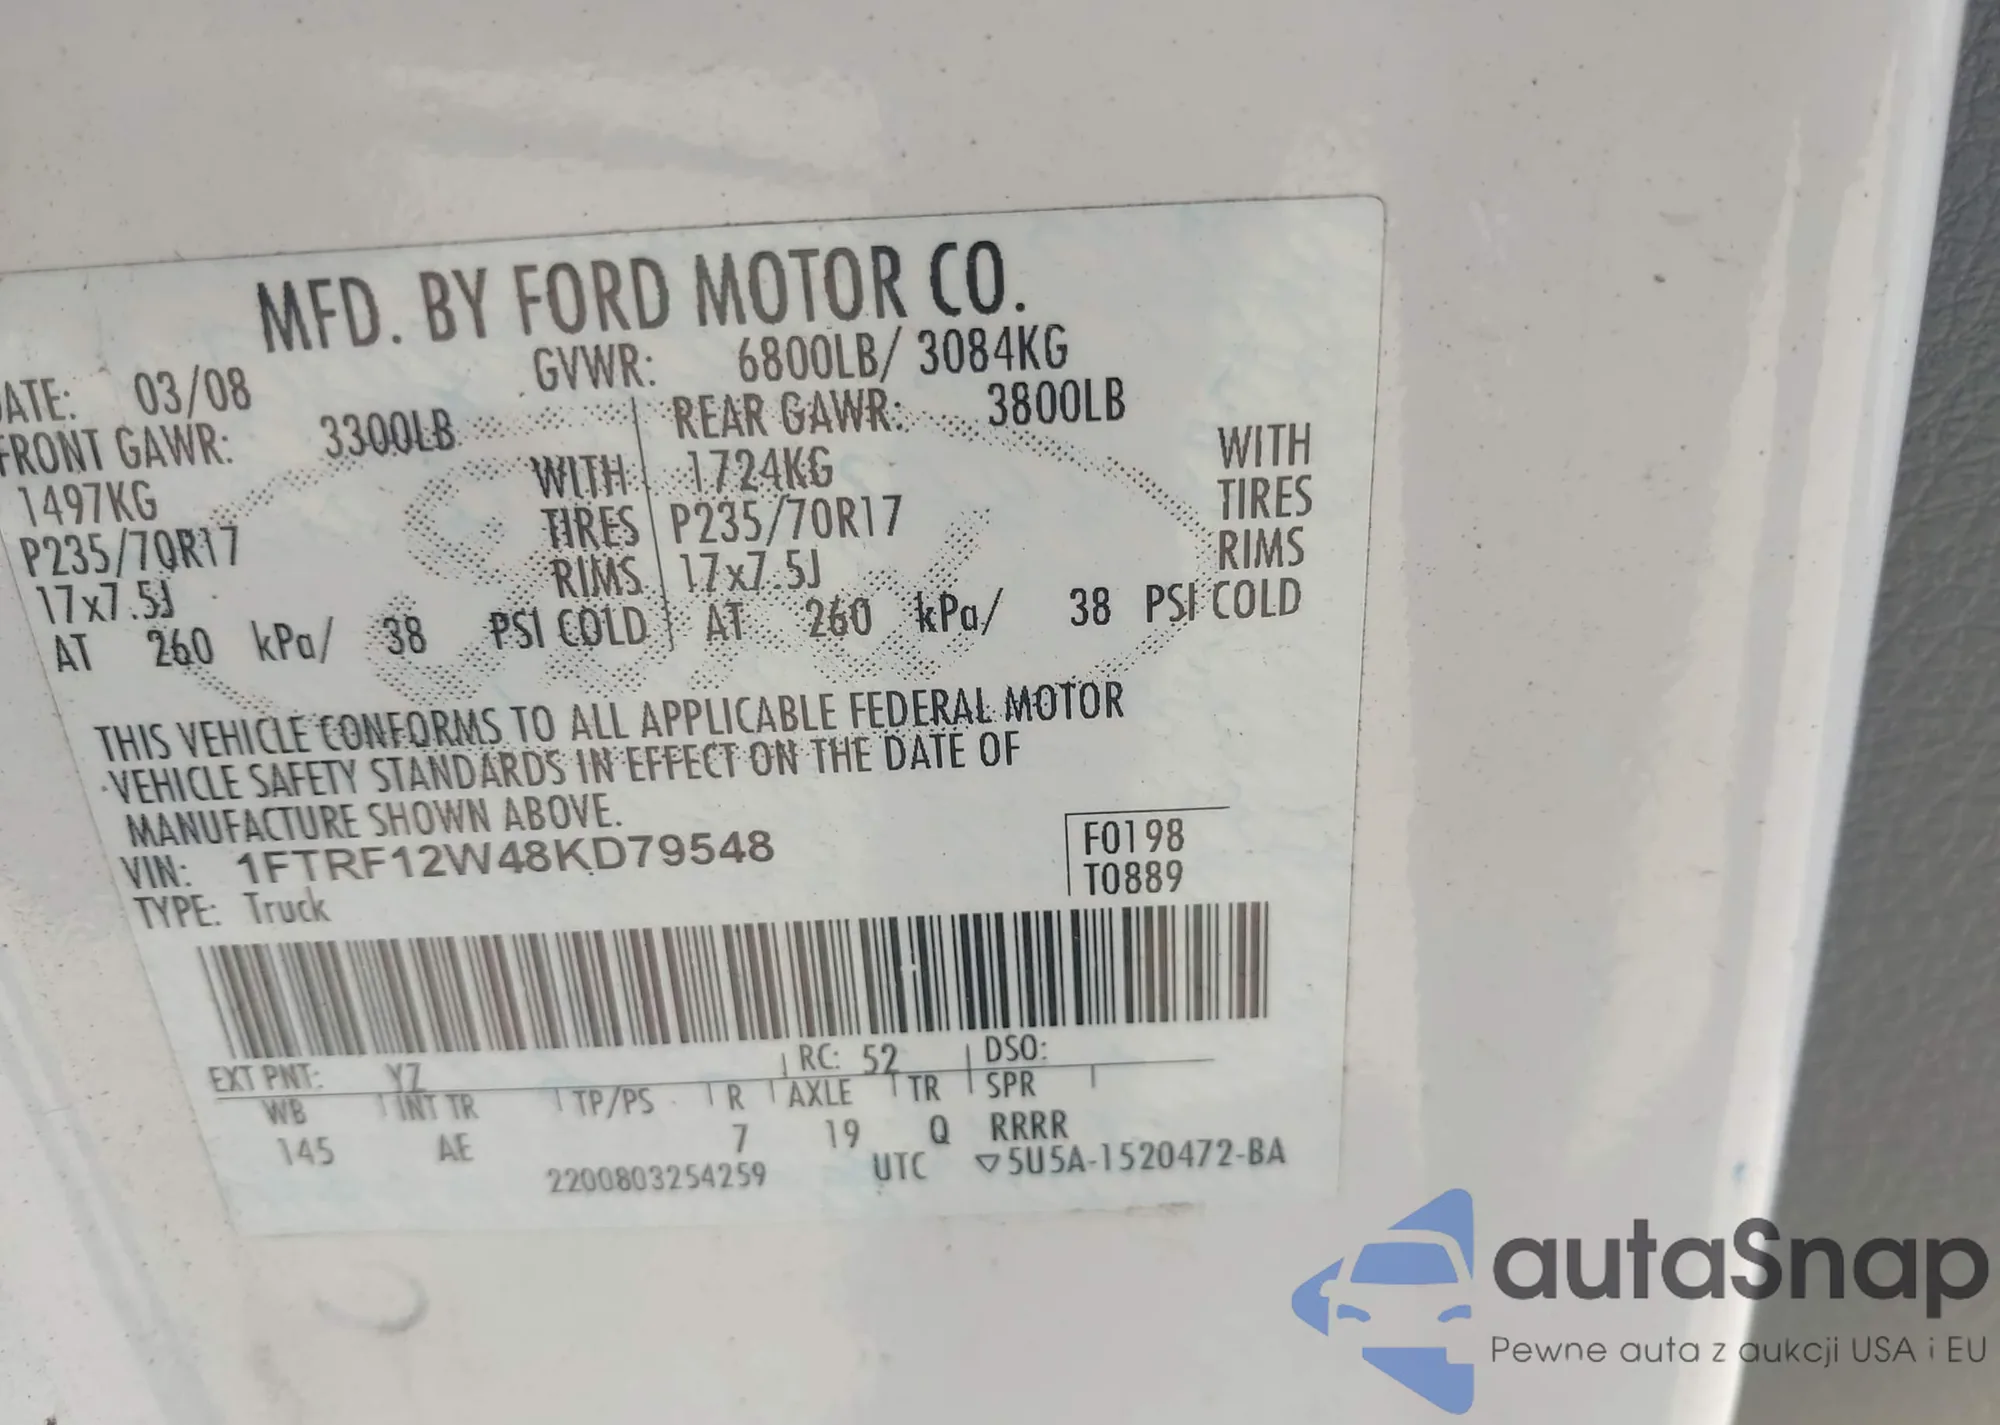 MFD. BY FORD MOTOR CO.
ATE: 03/08 GVWR: 6800LB/ 3084KG
FRONT GAWR: 3300LB REAR GAWR: 3800LB
1497KG WITH 1724KG WITH
P235/70R17 TIRES P235/70R17 TIRES
17x7.5J RIMS 17x7.5J RIMS
AT 260 kPa/ 38 PSI COLD AT 260 kPa/ 38 PSI COLD
THIS VEHICLE CONFORMS TO ALL APPLICABLE FEDERAL MOTOR
VEHICLE SAFETY STANDARDS IN EFFECT ON THE DATE OF
MANUFACTURE SHOWN ABOVE.
VIN: 1FTRF12W48KD79548
F0198
T0889
TYPE: Truck
EXT PNT: YZ RC: 52 DSO:
WB INT TR TP/PS R AXLE TR SPR
145 AE 7 19 Q RRRR
2200803254259 UTC ▽5U5A-1520472-BA
autaSnap
Pewne auta z aukcji USA i EU